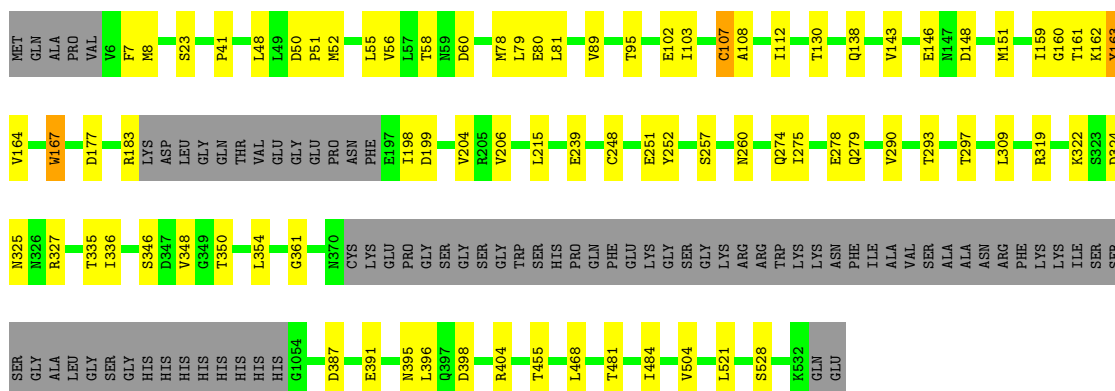 MET GLN ALA PRO VAL V6 F7 M8 S23 P41 L48 L49 D50 P51 M52 L55 V56 L57 T58 N59 D60 M78 L79 E80 L81 V89 T95 E102 I103 C107 A108 I112 T130 Q138 V143 E146 N147 D148 M151 I159 G160 T161 K162 Y163
V164 W167 D177 R183 LYS ASP LEU GLY GLN THR VAL GLU GLY GLU PRO ASN PHE E197 I198 D199 V204 R205 V206 L215 E239 C248 E251 Y252 S257 N260 Q274 I275 E278 Q279 V290 T293 T297 L309 R319 K322 S323 D324
N325 N326 R327 T335 I336 S346 D347 V348 G349 T350 L354 G361 N370 CYS LYS GLU PRO GLY SER GLY SER GLY TRP SER HIS PRO GLN PHE GLU LYS GLY SER GLY LYS ARG ARG TRP LYS LYS ASN PHE ILE ALA VAL SER ALA ALA ASN ARG PHE LYS LYS ILE SER SER
SER GLY ALA LEU GLY SER GLY HIS HIS HIS HIS HIS HIS HIS HIS G1054 D387 E391 N395 L396 Q397 D398 R404 T455 L468 T481 I484 V504 L521 S528 K532 GLN GLU